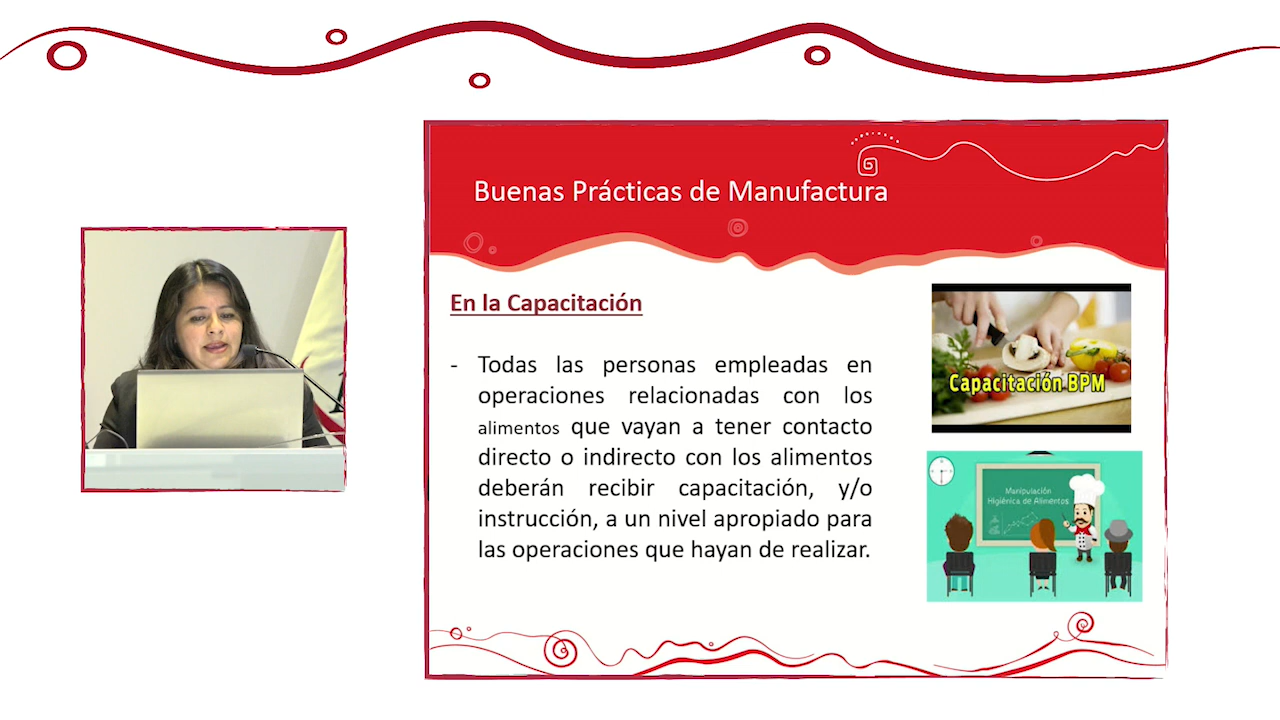 Buenas Prácticas de Manufactura
En la Capacitación
- Todas las personas empleadas en
operaciones relacionadas con los
alimentos que vayan a tener contacto
directo o indirecto con los alimentos
deberán recibir capacitación, y/o
instrucción, a un nivel apropiado para
las operaciones que hayan de realizar.
Capacitación BPM
Manipulación
Higiénica de Alimentos